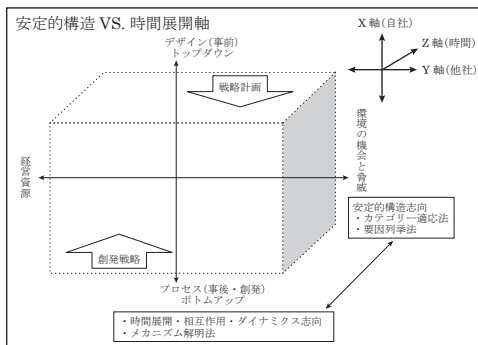 安定的構造 VS. 時間展開軸
デザイン(事前)
トップダウン
X 軸(自社)
Z 軸(時間)
Y 軸(他社)
戦略計画
経営資源
環境の機会と脅威
安定的構造志向
・カテゴリー適応法
・要因列挙法
創発戦略
プロセス(事後・創発)
ボトムアップ
・時間展開・相互作用・ダイナミクス志向
・メカニズム解明法